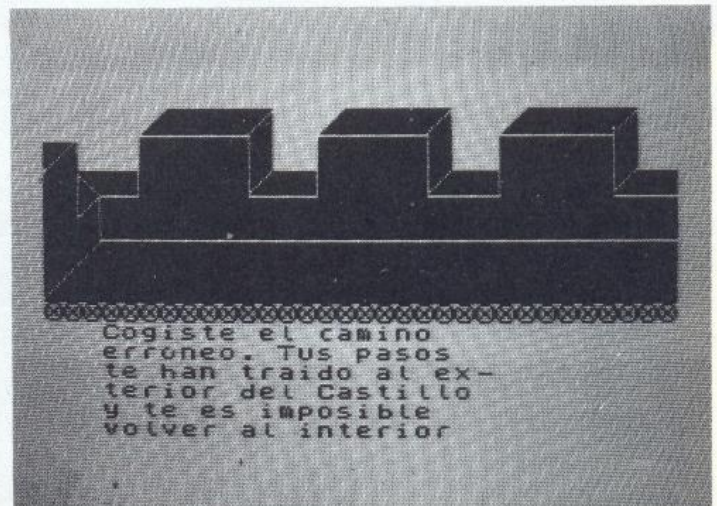 Cogiste el camino
erroneo. Tus pasos
te han traido al ex-
terior del Castillo
y te es imposible
volver al interior